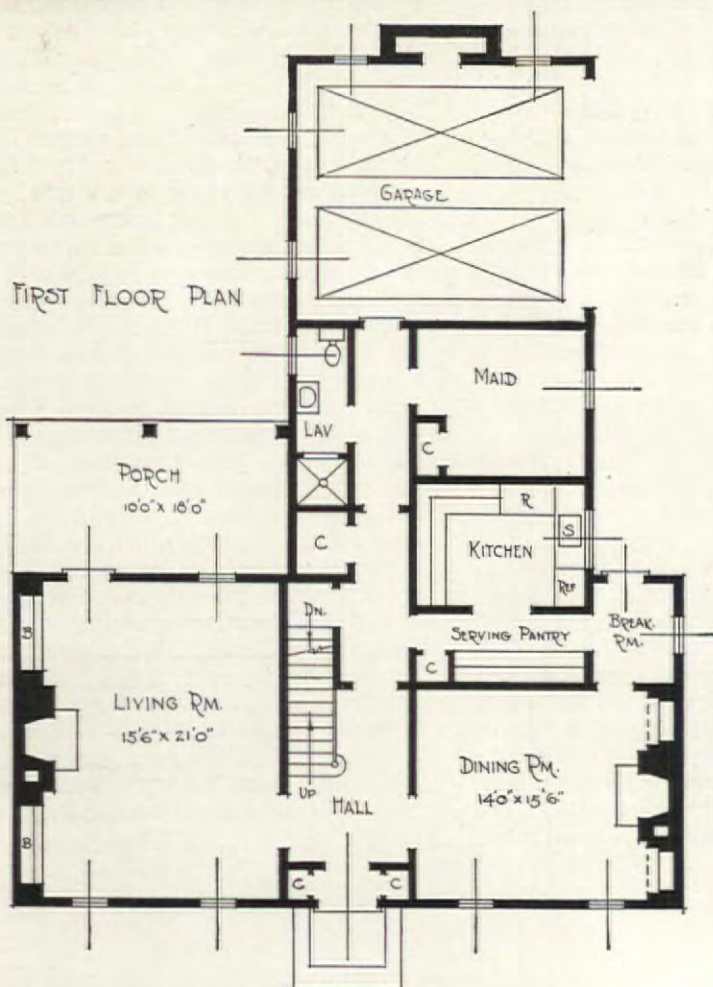 GARAGE
FIRST FLOOR PLAN
MAID
LAV
C
PORCH
10'0" X 18'0"
R
C
S
KITCHEN
REF
DN.
BREAK.
RM.
SERVING PANTRY
B
C
LIVING RM.
15'6" X 21'0"
DINING RM.
14'0" X 15'6"
UP
HALL
B
C
C